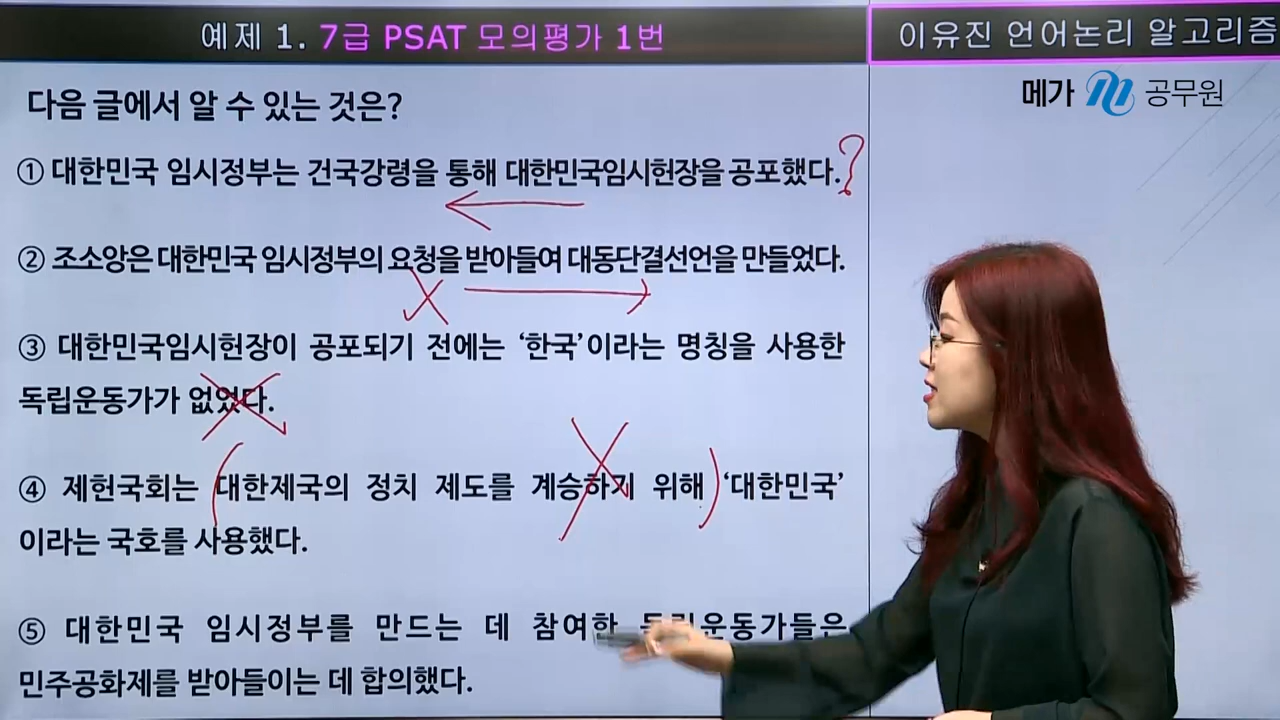 예제 1. 7급 PSAT 모의평가 1번
이유진 언어논리 알고리즘
메가 공무원
다음 글에서 알 수 있는 것은?
① 대한민국 임시정부는 건국강령을 통해 대한민국임시헌장을 공포했다.?
② 조소앙은 대한민국 임시정부의 요청을 받아들여 대동단결선언을 만들었다.
③ 대한민국임시헌장이 공포되기 전에는 ‘한국’이라는 명칭을 사용한
독립운동가가 없었다.
④ 제헌국회는 (대한제국의 정치 제도를 계승하기 위해) ‘대한민국’
이라는 국호를 사용했다.
⑤ 대한민국 임시정부를 만드는 데 참여한 독립운동가들은
민주공화제를 받아들이는 데 합의했다.